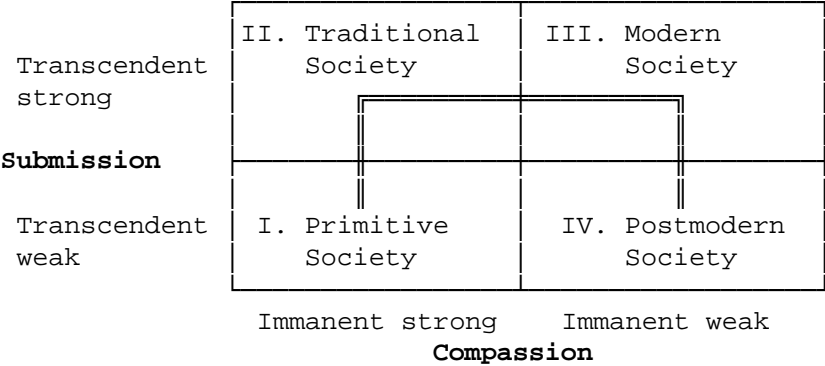 II. Traditional Society
III. Modern Society
Transcendent strong
Submission
Transcendent weak
I. Primitive Society
IV. Postmodern Society
Immanent strong
Immanent weak
Compassion